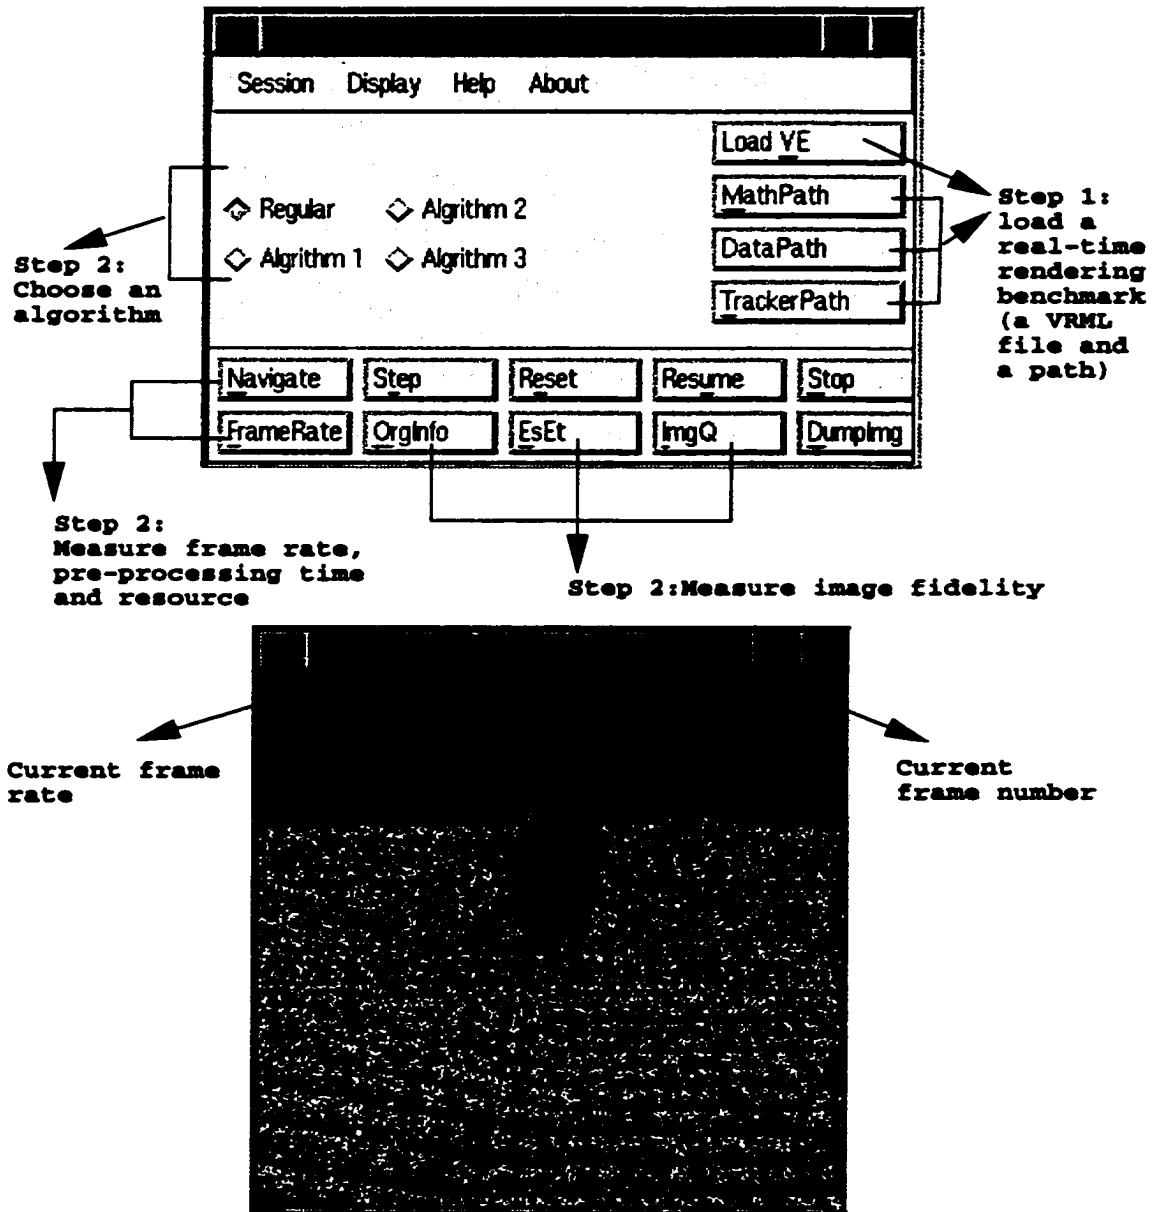 Session Display Help About
Load VE
MathPath
DataPath
TrackerPath
Regular
Algrithm 2
Algrithm 1
Algrithm 3
Step 1:
load a
real-time
rendering
benchmark
(a VRML
file and
a path)
Step 2:
Choose an
algorithm
Navigate Step Reset Resume Stop
FrameRate OrgInfo EsEt ImgQ DumpImg
Step 2:
Measure frame rate,
pre-processing time
and resource
Step 2:Measure image fidelity
Current frame
rate
Current
frame number